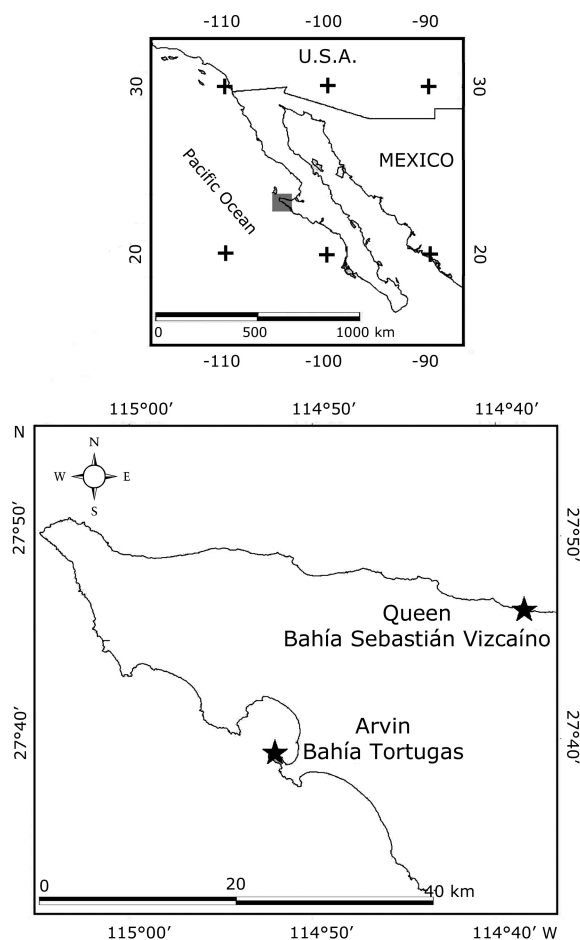 -110 -100 -90
U.S.A.
30 30
MEXICO
Pacific Ocean
20 20
0 500 1000 km
-110 -100 -90
115°00′ 114°50′ 114°40′
N
N
W E
S
27°50′ 27°50′
Queen
Bahía Sebastián Vizcaíno
27°40′ 27°40′
Arvin
Bahía Tortugas
0 20 40 km
115°00′ 114°50′ 114°40′ W